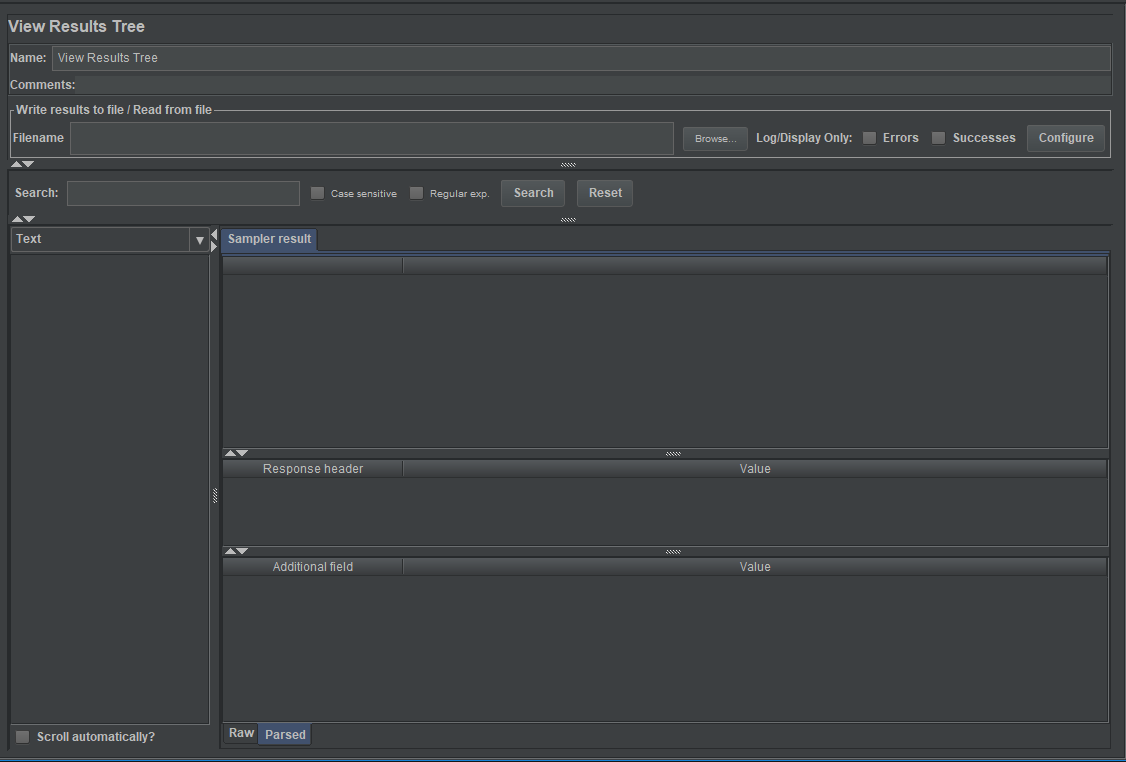 View Results Tree
Name: View Results Tree
Comments:
Write results to file / Read from file
Filename Browse... Log/Display Only: Errors Successes Configure
Search: Case sensitive Regular exp. Search Reset
Text
Sampler result
Response header Value
Additional field Value
Raw Parsed
Scroll automatically?